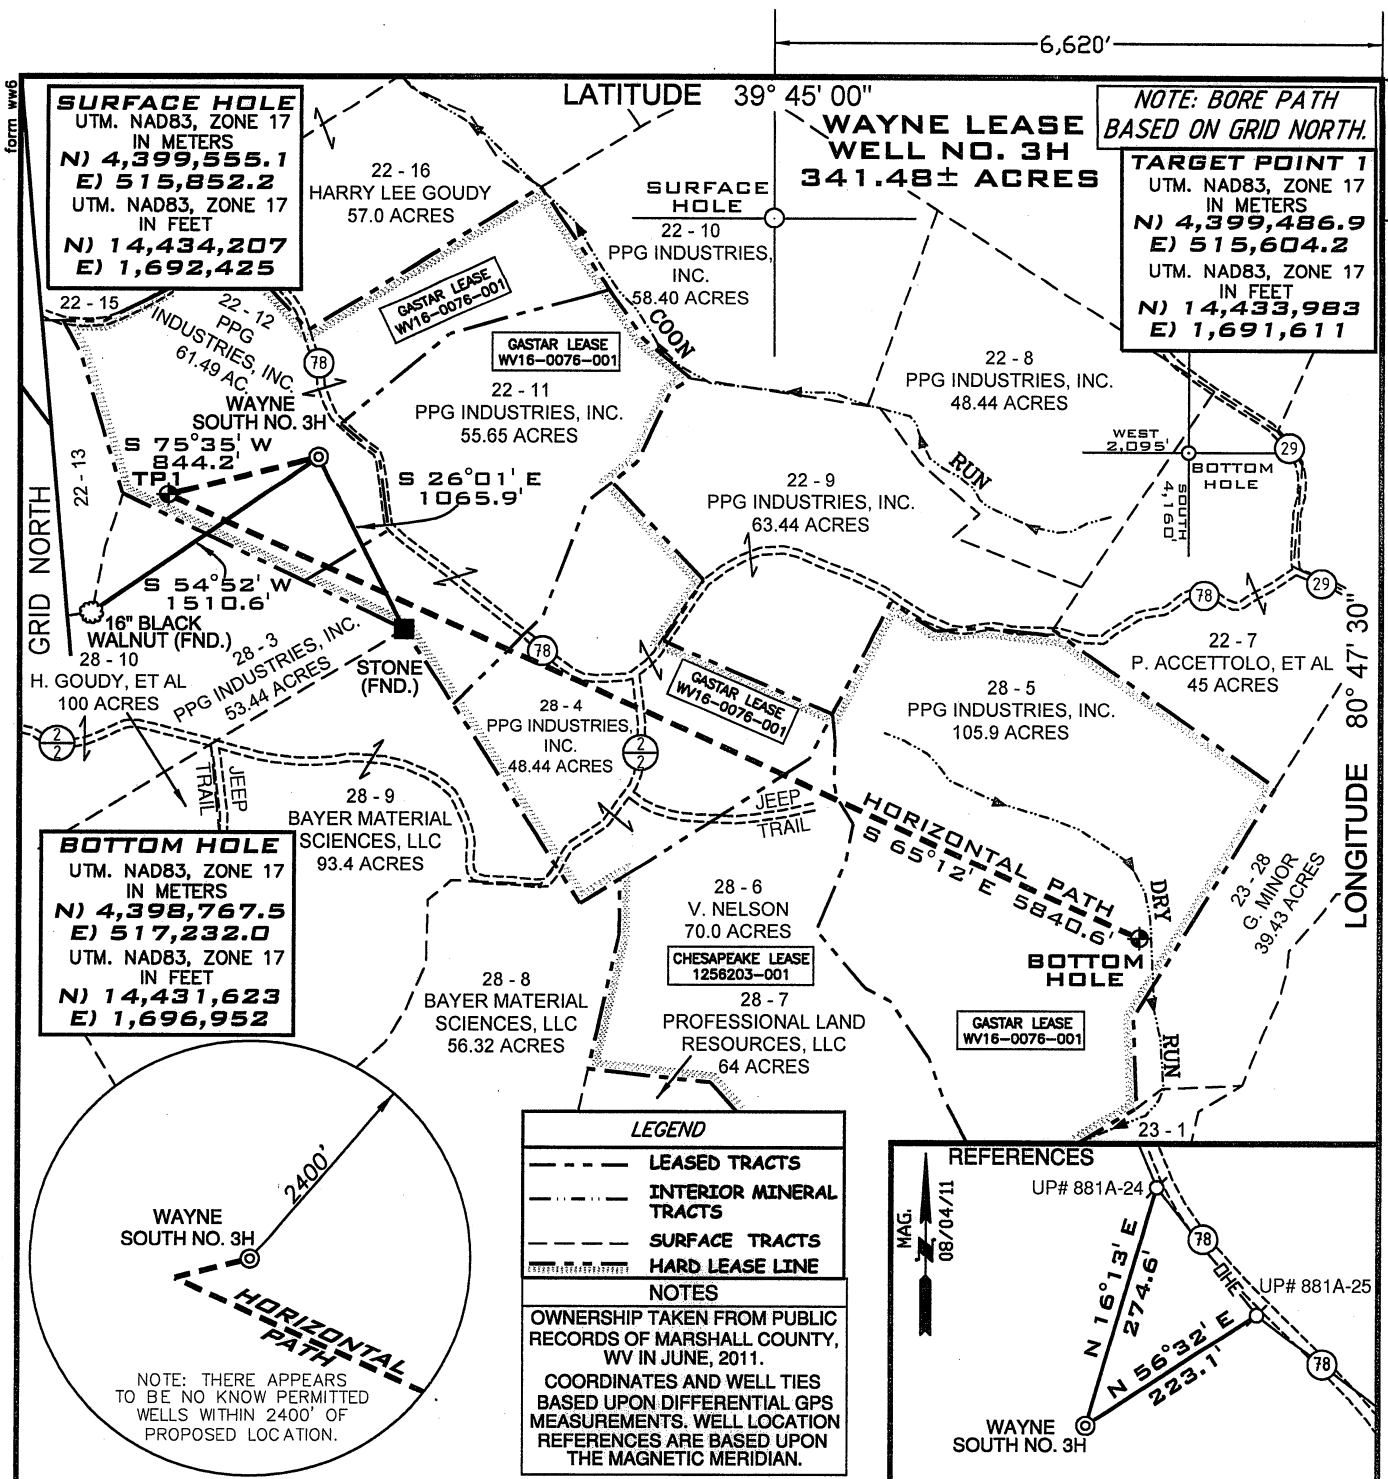 6,620'
form ww6
SURFACE HOLE
UTM. NAD83, ZONE 17
IN METERS
N) 4,399,555.1
E) 515,852.2
UTM. NAD83, ZONE 17
IN FEET
N) 14,434,207
E) 1,692,425
LATITUDE 39° 45' 00"
WAYNE LEASE
WELL NO. 3H
341.48± ACRES
NOTE: BORE PATH
BASED ON GRID NORTH.
TARGET POINT 1
UTM. NAD83, ZONE 17
IN METERS
N) 4,399,486.9
E) 515,604.2
UTM. NAD83, ZONE 17
IN FEET
N) 14,433,983
E) 1,691,611
22 - 16
HARRY LEE GOUDY
57.0 ACRES
SURFACE
HOLE
22 - 10
PPG INDUSTRIES,
INC.
58.40 ACRES
22 - 15
22 - 12
PPG
INDUSTRIES, INC.
61.49 AC.
GASTAR LEASE
WV16-0076-001
GASTAR LEASE
WV16-0076-001
COON
78
22 - 11
PPG INDUSTRIES, INC.
55.65 ACRES
22 - 8
PPG INDUSTRIES, INC.
48.44 ACRES
WAYNE
SOUTH NO. 3H
S 75°35' W
844.2'
TP1
22 - 13
S 26°01' E
1065.9'
22 - 9
PPG INDUSTRIES, INC.
63.44 ACRES
RUN
WEST
2,095'
29
BOTTOM
HOLE
SOUTH
4,160'
GRID NORTH
S 54°52' W
1510.6'
16" BLACK
WALNUT (FND.)
28 - 10
H. GOUDY, ET AL
100 ACRES
28 - 3
PPG INDUSTRIES, INC.
53.44 ACRES
STONE
(FND.)
78
78
29
22 - 7
P. ACCETTOLO, ET AL
45 ACRES
GASTAR LEASE
WV16-0076-001
28 - 5
PPG INDUSTRIES, INC.
105.9 ACRES
28 - 4
PPG INDUSTRIES,
INC.
48.44 ACRES
2
2
2
2
JEEP
TRAIL
JEEP
TRAIL
28 - 9
BAYER MATERIAL
SCIENCES, LLC
93.4 ACRES
HORIZONTAL PATH
S 65°12' E 5840.6'
DRY
RUN
BOTTOM
HOLE
23 - 28
G. MINOR
39.43 ACRES
LONGITUDE 80° 47' 30"
BOTTOM HOLE
UTM. NAD83, ZONE 17
IN METERS
N) 4,398,767.5
E) 517,232.0
UTM. NAD83, ZONE 17
IN FEET
N) 14,431,623
E) 1,696,952
28 - 6
V. NELSON
70.0 ACRES
CHESAPEAKE LEASE
1256203-001
28 - 8
BAYER MATERIAL
SCIENCES, LLC
56.32 ACRES
28 - 7
PROFESSIONAL LAND
RESOURCES, LLC
64 ACRES
GASTAR LEASE
WV16-0076-001
23 - 1
2400'
WAYNE
SOUTH NO. 3H
HORIZONTAL
PATH
NOTE: THERE APPEARS
TO BE NO KNOW PERMITTED
WELLS WITHIN 2400' OF
PROPOSED LOCATION.
LEGEND
LEASED TRACTS
INTERIOR MINERAL
TRACTS
SURFACE TRACTS
HARD LEASE LINE
NOTES
OWNERSHIP TAKEN FROM PUBLIC
RECORDS OF MARSHALL COUNTY,
WV IN JUNE, 2011.
COORDINATES AND WELL TIES
BASED UPON DIFFERENTIAL GPS
MEASUREMENTS. WELL LOCATION
REFERENCES ARE BASED UPON
THE MAGNETIC MERIDIAN.
REFERENCES
MAG.
08/04/11
UP# 881A-24
78
OHE
UP# 881A-25
N 16°13' E
274.6'
N 56°32' E
223.1'
78
WAYNE
SOUTH NO. 3H